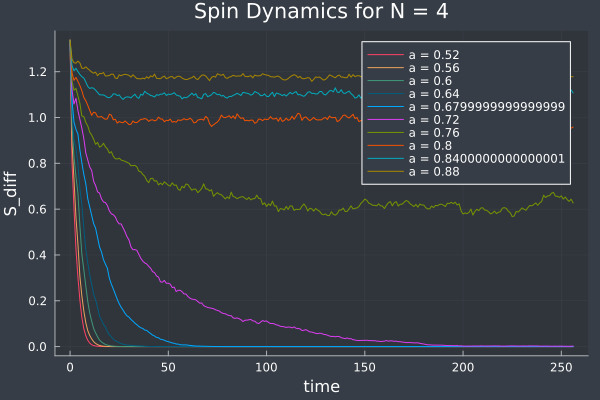 Spin Dynamics for N = 4
S_diff
1.2
1.0
0.8
0.6
0.4
0.2
0.0
a = 0.52
a = 0.56
a = 0.6
a = 0.64
a = 0.6799999999999999
a = 0.72
a = 0.76
a = 0.8
a = 0.8400000000000001
a = 0.88
0 50 100 150 200 250
time